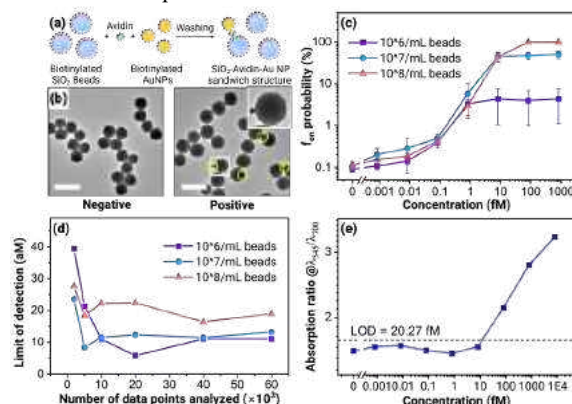 (a)
Avidin
Washing
+
+
Biotinylated
SiO₂ Beads
Biotinylated
AuNPs
SiO₂-Avidin-Au NP
sandwich structure
(b)
Negative
Positive
(c)
10*6/mL beads
10*7/mL beads
10*8/mL beads
probability (%)
100
10
1
0.1
0
0.001
0.01
0.1
1
10
100
1000
Concentration (fM)
(d)
10*6/mL beads
10*7/mL beads
10*8/mL beads
Limit of detection (aM)
50
40
30
20
10
0
0
10
20
30
40
50
60
Number of data points analyzed (×10³)
(e)
Absorption ratio
3
2
LOD = 20.27 fM
0
0.001
0.01
0.1
1
10
100
1000
1E4
Concentration (fM)